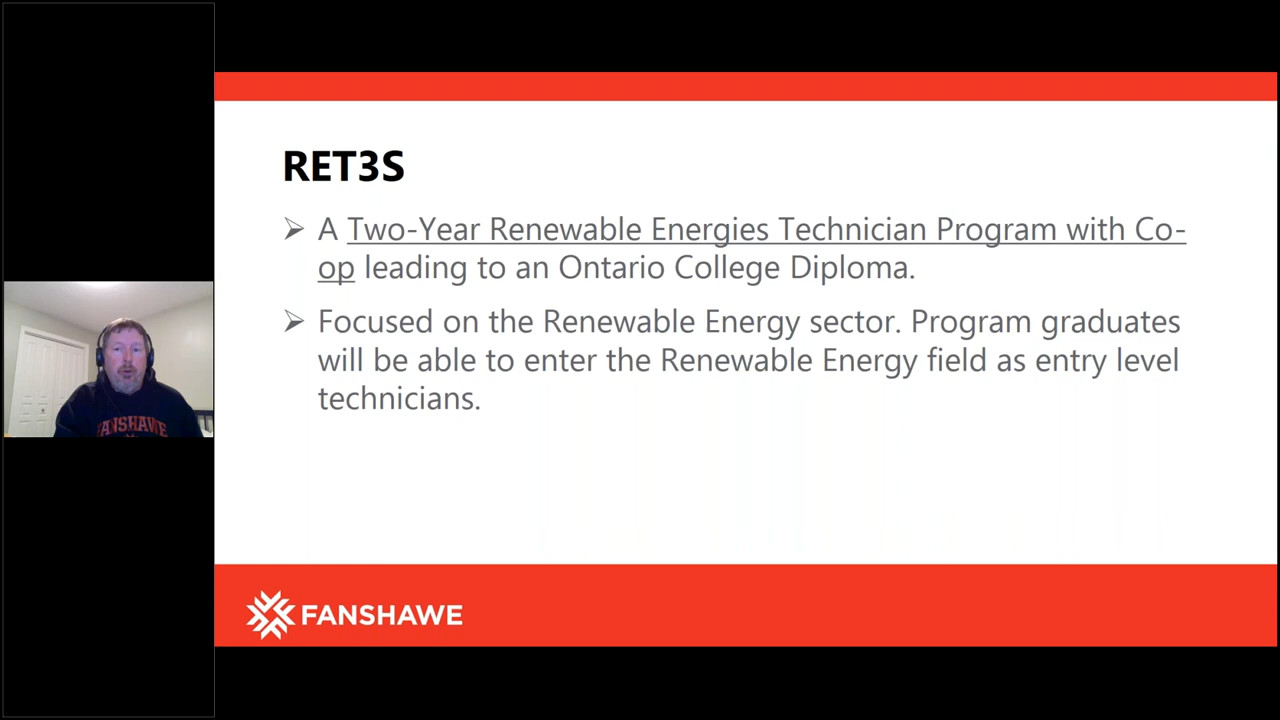 RET3S
➢ A Two-Year Renewable Energies Technician Program with Co-
op leading to an Ontario College Diploma.
➢ Focused on the Renewable Energy sector. Program graduates
will be able to enter the Renewable Energy field as entry level
technicians.
FANSHAWE
FANSHAWE